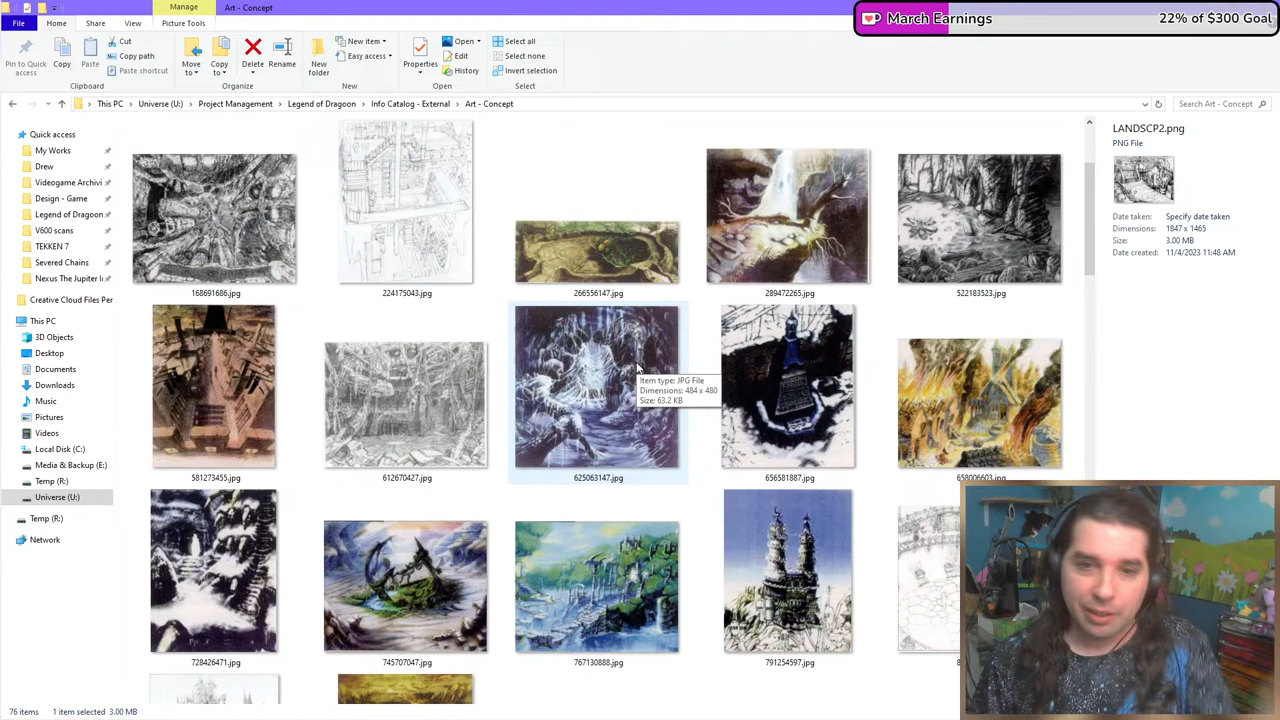 Manage
Art - Concept
File
Home
Share
View
Picture Tools
March Earnings
22% of $300 Goal
Pin to Quick access
Copy
Paste
Cut
Copy path
Paste shortcut
Move to
Copy to
Delete
Rename
New folder
New item
Easy access
Properties
Open
Edit
History
Select all
Select none
Invert selection
Clipboard
Organize
New
Open
Select
This PC
Universe (U:)
Project Management
Legend of Dragoon
Info Catalog - External
Art - Concept
Search Art - Concept
Quick access
My Works
Drew
Videogame Archivi
Design - Game
Legend of Dragoon
V600 scans
TEKKEN 7
Severed Chains
Nexus The Jupiter I
Creative Cloud Files Per
This PC
3D Objects
Desktop
Documents
Downloads
Music
Pictures
Videos
Local Disk (C:)
Media & Backup (E:)
Temp (R:)
Universe (U:)
Temp (R:)
Network
168691686.jpg
224175043.jpg
266556147.jpg
289472265.jpg
522183523.jpg
581273455.jpg
612670427.jpg
625063147.jpg
656581887.jpg
658006603.jpg
Item type: JPG File
Dimensions: 484 x 480
Size: 63.2 KB
728426471.jpg
745707047.jpg
767130888.jpg
791254597.jpg
LANDSCP2.png
PNG File
Date taken: Specify date taken
Dimensions: 1847 x 1465
Size: 3.00 MB
Date created: 11/4/2023 11:48 AM
76 items
1 item selected 3.00 MB